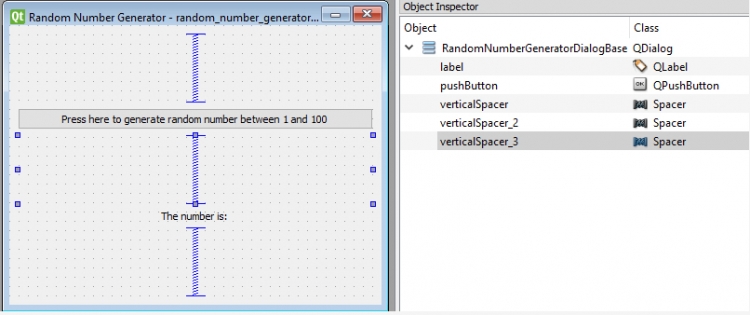 Qt Random Number Generator - random_number_generator...
Press here to generate random number between 1 and 100
The number is:
Object Inspector
Object Class
RandomNumberGeneratorDialogBase QDialog
label QLabel
pushButton OK QPushButton
verticalSpacer Spacer
verticalSpacer_2 Spacer
verticalSpacer_3 Spacer